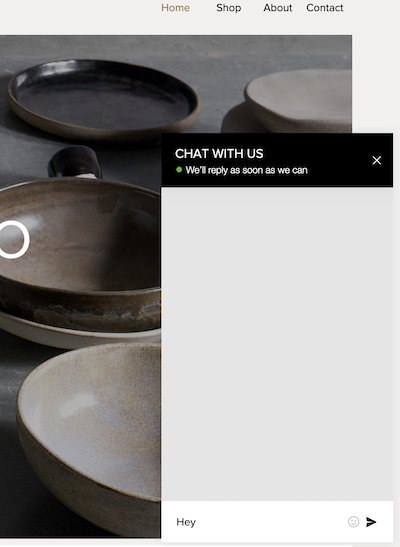 Home Shop About Contact
O
CHAT WITH US
We'll reply as soon as we can
Hey